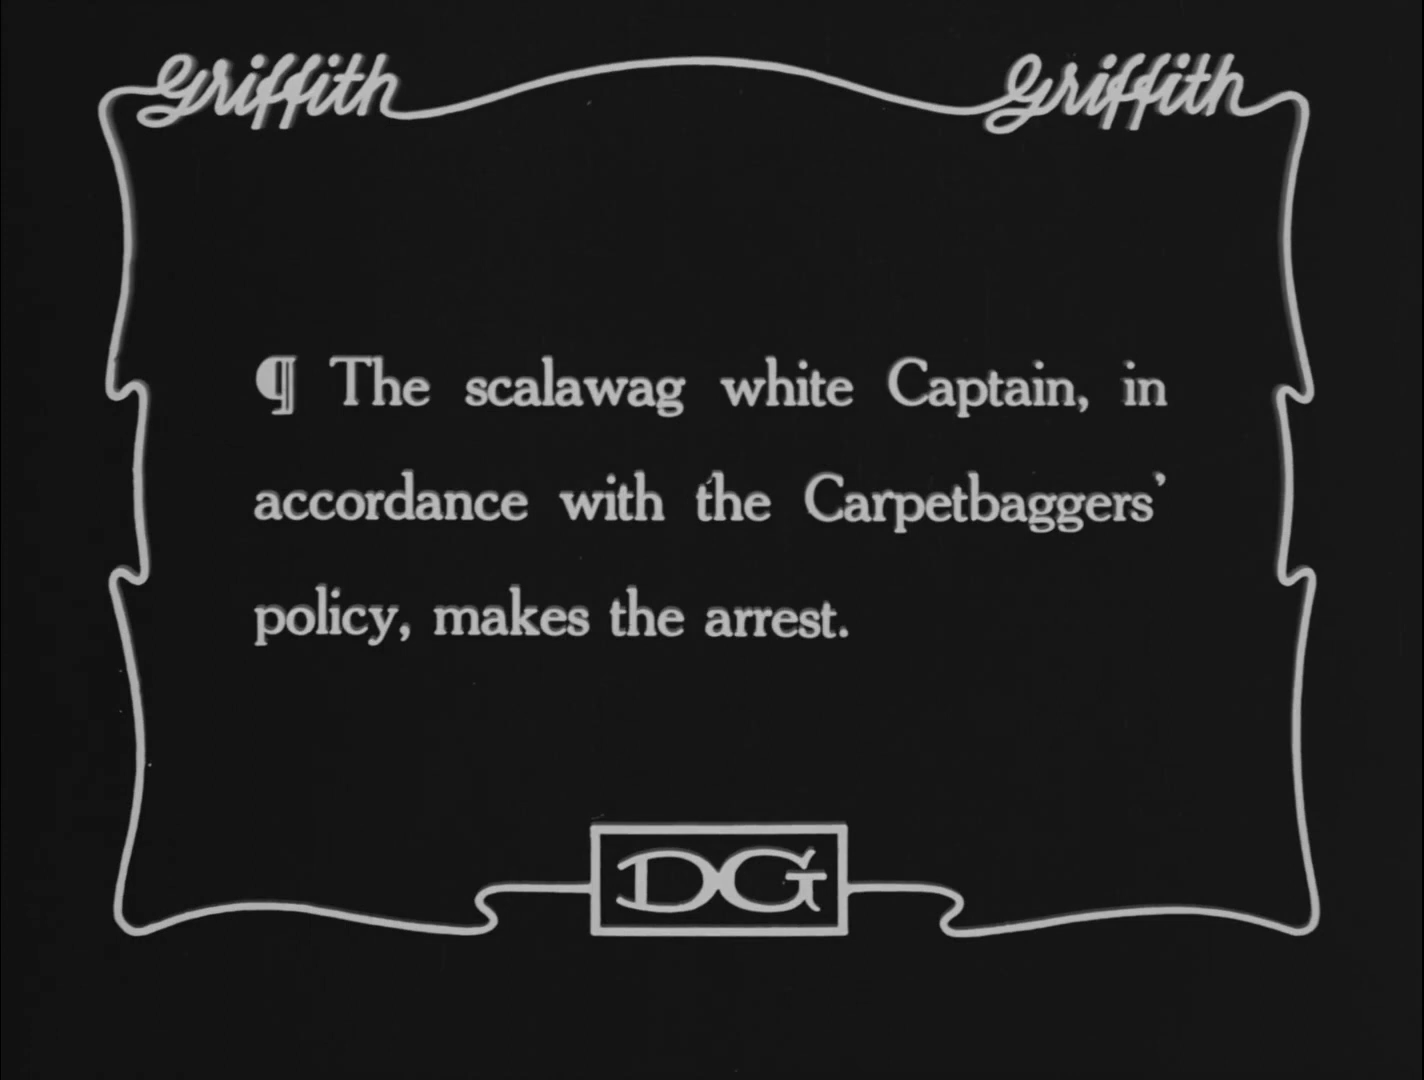 Griffith Griffith
¶ The scalawag white Captain, in
accordance with the Carpetbaggers’
policy, makes the arrest.
DG